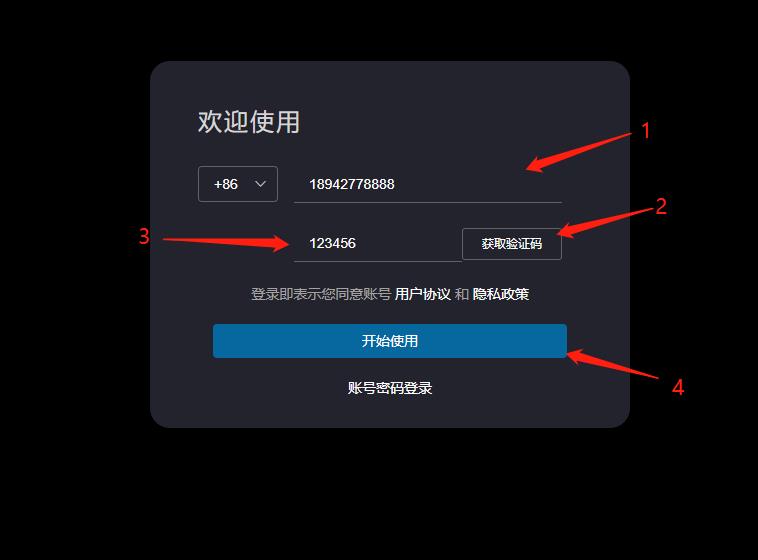 欢迎使用
1
+86 18942778888
2
3
123456 获取验证码
登录即表示您同意账号 用户协议 和 隐私政策
开始使用
4
账号密码登录